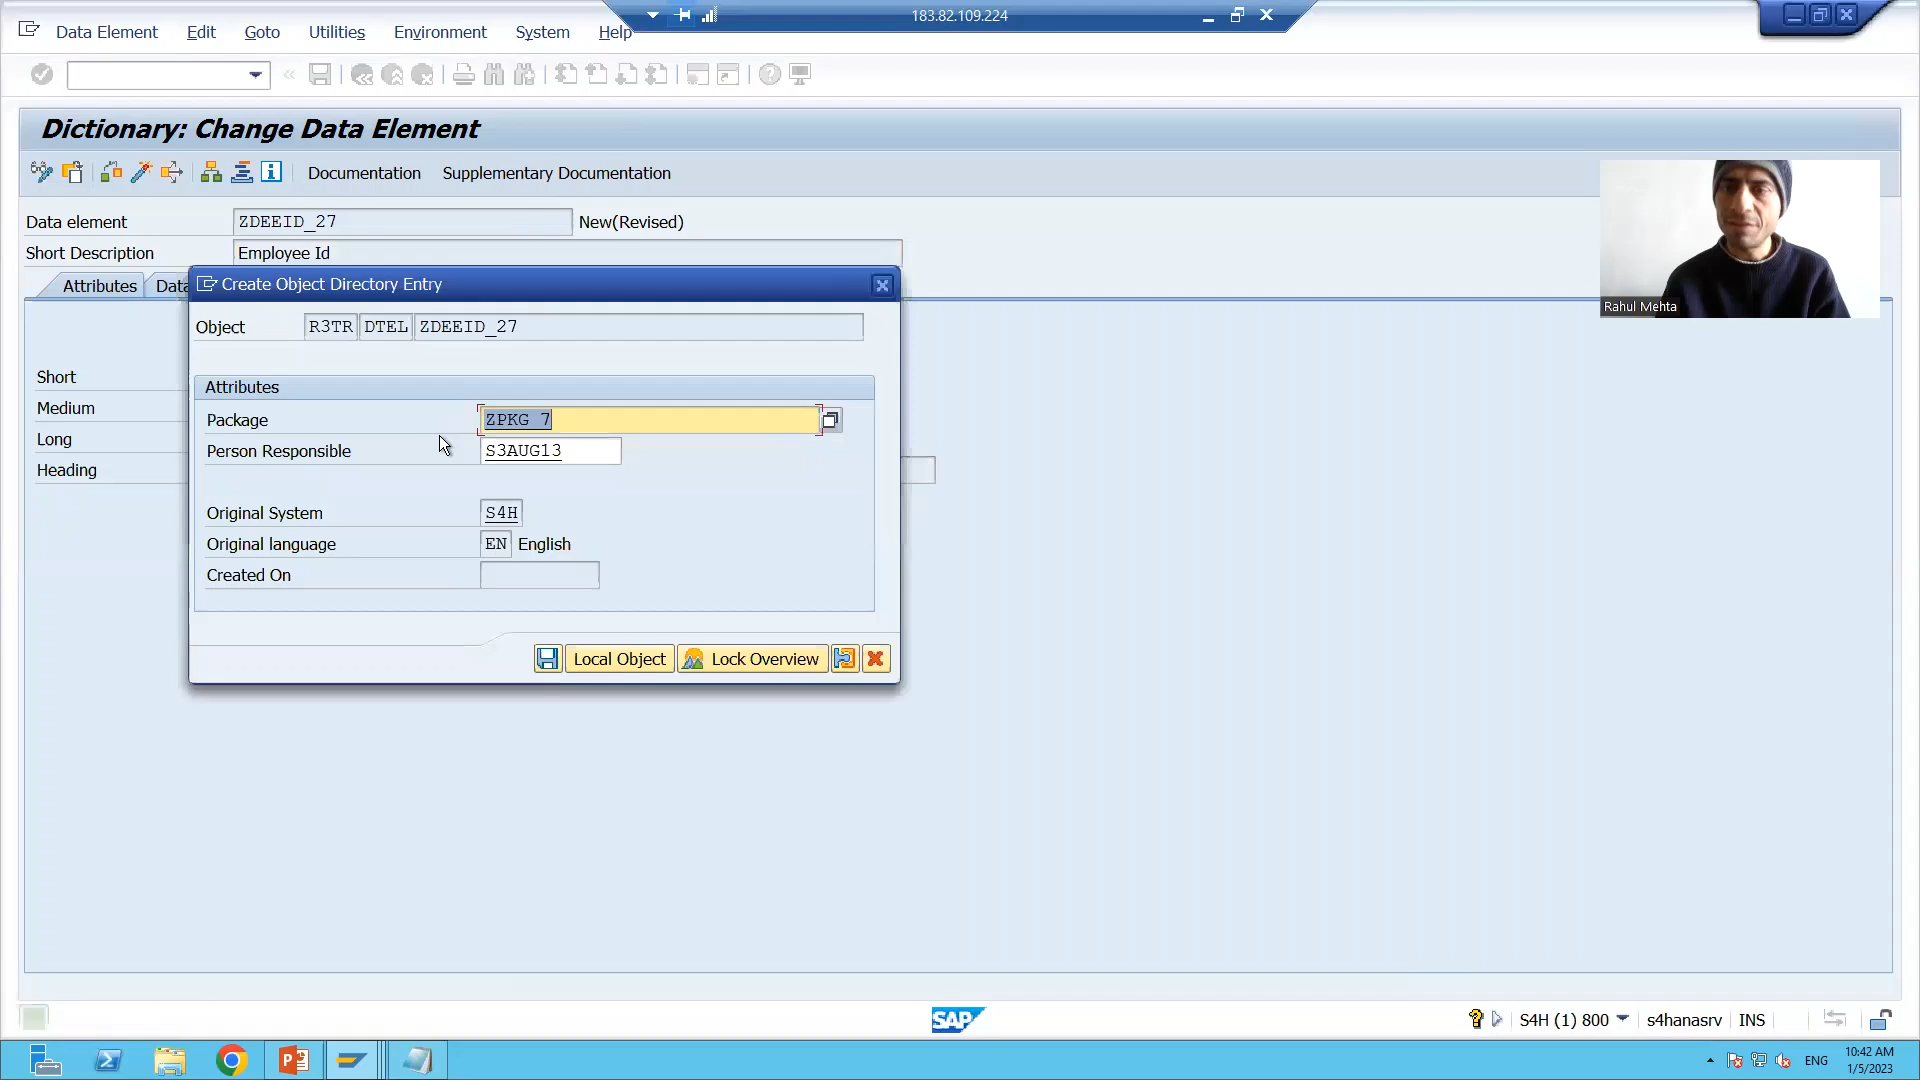 183.82.109.224
Data Element Edit Goto Utilities Environment System Help
Dictionary: Change Data Element
Documentation Supplementary Documentation
Data element ZDEEID_27 New(Revised)
Short Description Employee Id
Attributes Data
Create Object Directory Entry
Object R3TR DTEL ZDEEID_27
Attributes
Package ZPKG 7
Person Responsible S3AUG13
Original System S4H
Original language EN English
Created On
Local Object Lock Overview
Short
Medium
Long
Heading
Rahul Mehta
SAP
S4H (1) 800 s4hanasrv INS
ENG
10:42 AM
1/5/2023